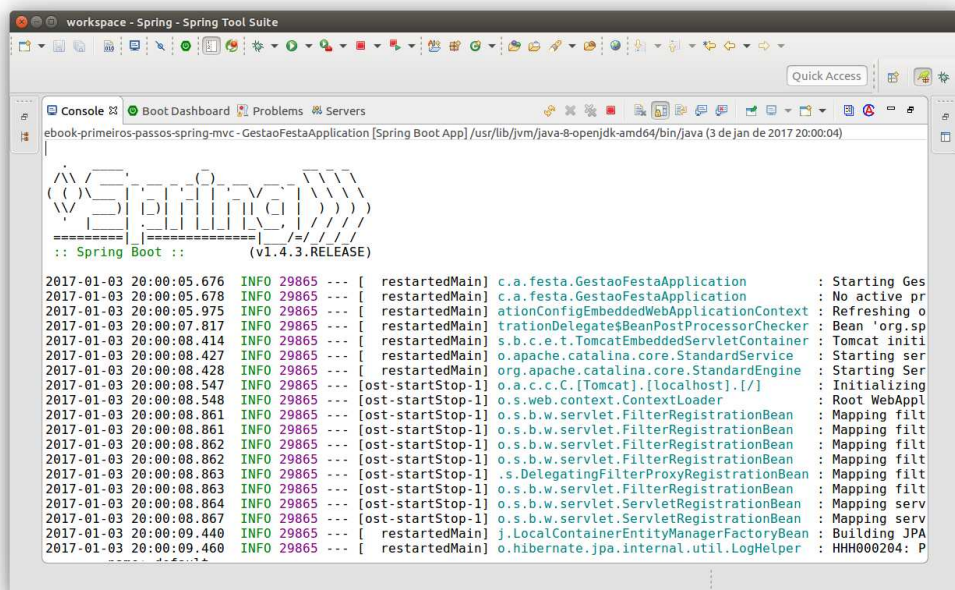 workspace - Spring - Spring Tool Suite
Quick Access
Console Boot Dashboard Problems Servers
ebook-primeiros-passos-spring-mvc - GestaoFestaApplication [Spring Boot App] /usr/lib/jvm/java-8-openjdk-amd64/bin/java (3 de jan de 2017 20:00:04)
  .   ____          _            __ _ _
 /\\ / ___'_ __ _ _(_)_ __  __ _ \ \ \ \
( ( )\___ | '_ | '_| | '_ \/ _` | \ \ \ \
 \\/  ___)| |_)| | | | | || (_| |  ) ) ) )
  '  |____| .__|_| |_|_| |_\__, | / / / /
 =========|_|==============|___/=/_/_/_/
 :: Spring Boot ::        (v1.4.3.RELEASE)
2017-01-03 20:00:05.676  INFO 29865 --- [  restartedMain] c.a.festa.GestaoFestaApplication         : Starting Ges
2017-01-03 20:00:05.678  INFO 29865 --- [  restartedMain] c.a.festa.GestaoFestaApplication         : No active pr
2017-01-03 20:00:05.975  INFO 29865 --- [  restartedMain] ationConfigEmbeddedWebApplicationContext : Refreshing o
2017-01-03 20:00:07.817  INFO 29865 --- [  restartedMain] trationDelegate$BeanPostProcessorChecker : Bean 'org.sp
2017-01-03 20:00:08.414  INFO 29865 --- [  restartedMain] s.b.c.e.t.TomcatEmbeddedServletContainer : Tomcat initi
2017-01-03 20:00:08.427  INFO 29865 --- [  restartedMain] o.apache.catalina.core.StandardService   : Starting ser
2017-01-03 20:00:08.428  INFO 29865 --- [  restartedMain] org.apache.catalina.core.StandardEngine  : Starting Ser
2017-01-03 20:00:08.547  INFO 29865 --- [ost-startStop-1] o.a.c.c.C.[Tomcat].[localhost].[/]       : Initializing
2017-01-03 20:00:08.548  INFO 29865 --- [ost-startStop-1] o.s.web.context.ContextLoader            : Root WebAppl
2017-01-03 20:00:08.861  INFO 29865 --- [ost-startStop-1] o.s.b.w.servlet.FilterRegistrationBean   : Mapping filt
2017-01-03 20:00:08.861  INFO 29865 --- [ost-startStop-1] o.s.b.w.servlet.FilterRegistrationBean   : Mapping filt
2017-01-03 20:00:08.862  INFO 29865 --- [ost-startStop-1] o.s.b.w.servlet.FilterRegistrationBean   : Mapping filt
2017-01-03 20:00:08.862  INFO 29865 --- [ost-startStop-1] o.s.b.w.servlet.FilterRegistrationBean   : Mapping filt
2017-01-03 20:00:08.863  INFO 29865 --- [ost-startStop-1] .s.DelegatingFilterProxyRegistrationBean : Mapping filt
2017-01-03 20:00:08.863  INFO 29865 --- [ost-startStop-1] o.s.b.w.servlet.FilterRegistrationBean   : Mapping filt
2017-01-03 20:00:08.864  INFO 29865 --- [ost-startStop-1] o.s.b.w.servlet.ServletRegistrationBean  : Mapping serv
2017-01-03 20:00:08.867  INFO 29865 --- [ost-startStop-1] o.s.b.w.servlet.ServletRegistrationBean  : Mapping serv
2017-01-03 20:00:09.440  INFO 29865 --- [  restartedMain] j.LocalContainerEntityManagerFactoryBean : Building JPA
2017-01-03 20:00:09.460  INFO 29865 --- [  restartedMain] o.hibernate.jpa.internal.util.LogHelper  : HHH000204: P